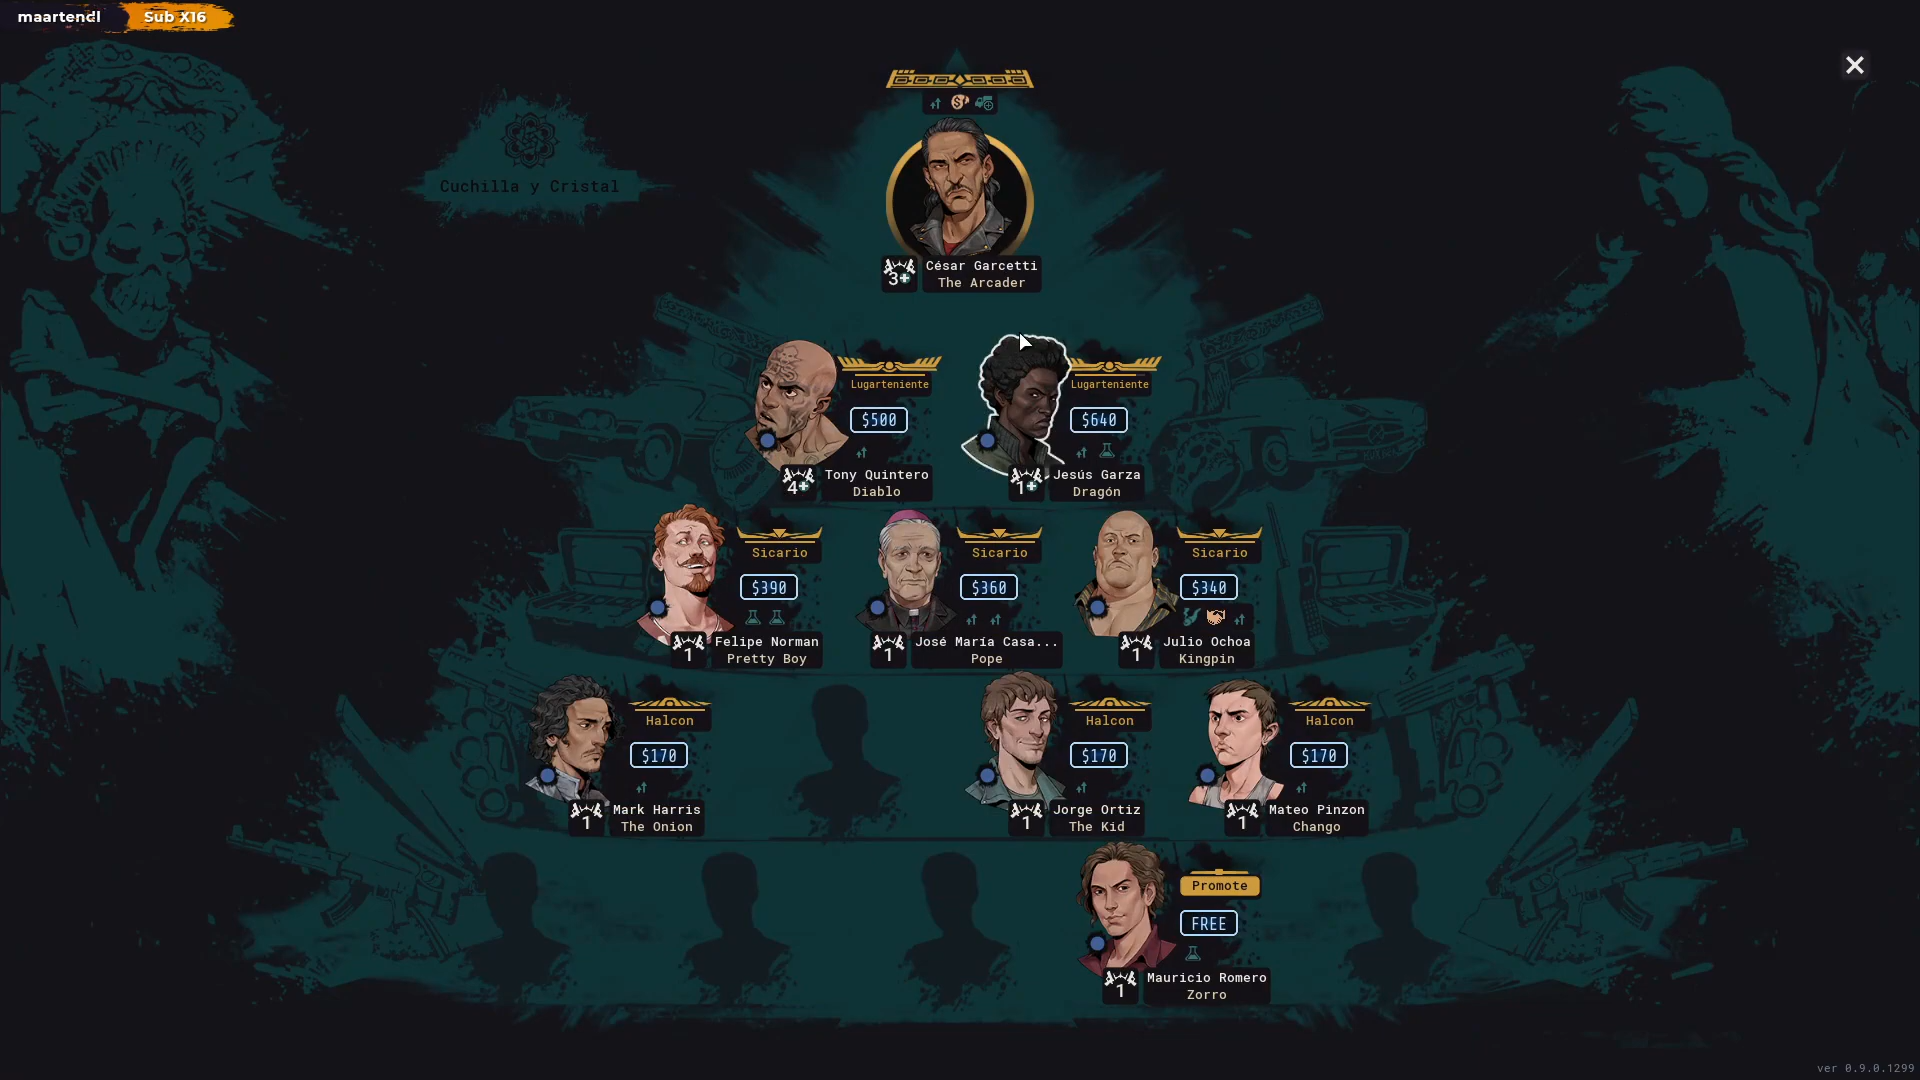 maartendl
Sub X16
Cuchilla y Cristal
3+
César Garcetti
The Arcader
Lugarteniente
$500
4+
Tony Quintero
Diablo
Lugarteniente
$640
1+
Jesús Garza
Dragón
Sicario
$390
1
Felipe Norman
Pretty Boy
Sicario
$360
1
José María Casa...
Pope
Sicario
$340
1
Julio Ochoa
Kingpin
Halcon
$170
1
Mark Harris
The Onion
Halcon
$170
1
Jorge Ortiz
The Kid
Halcon
$170
1
Mateo Pinzon
Chango
Promote
FREE
1
Mauricio Romero
Zorro
ver 0.9.0.1299